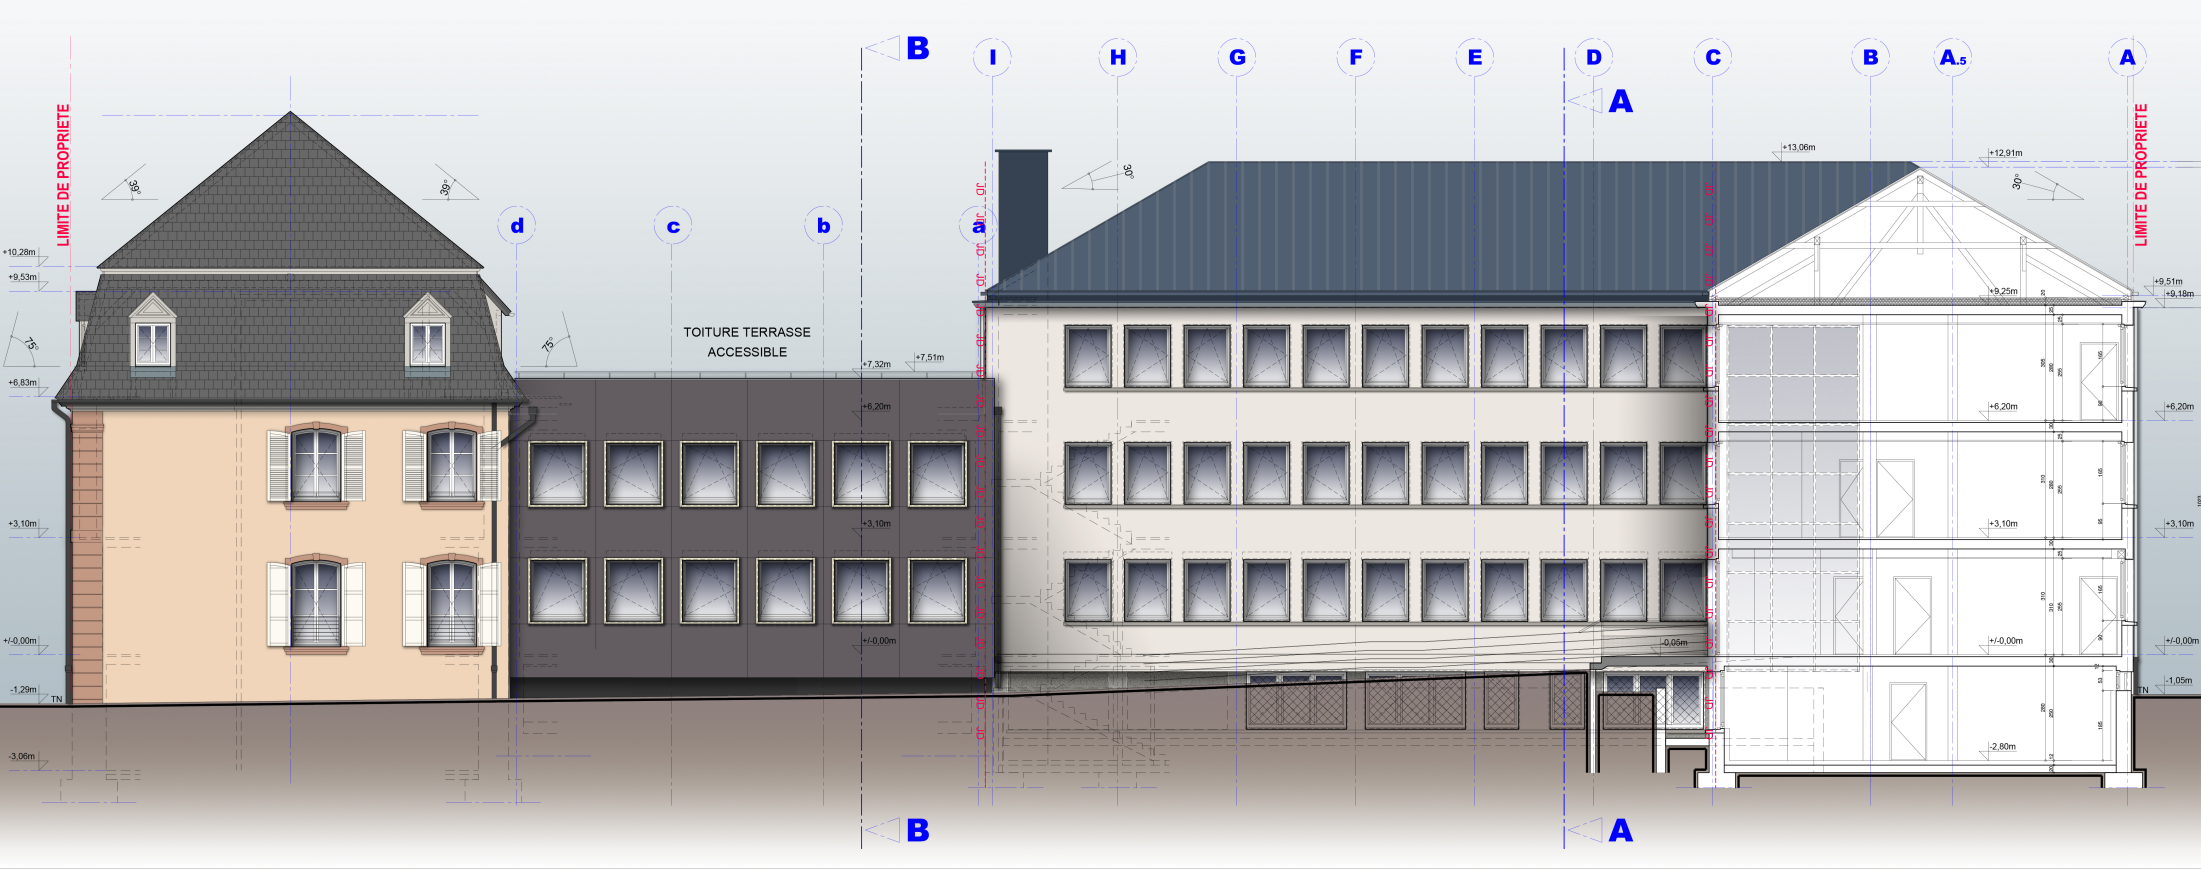 B
I
H
G
F
E
D
C
B
A.5
A
A
LIMITE DE PROPRIETE
LIMITE DE PROPRIETE
+13,06m
+12,91m
39°
39°
30°
30°
d
c
b
a
JD
+10,28m
+9,53m
+9,51m
+9,25m
+9,18m
75°
75°
TOITURE TERRASSE
ACCESSIBLE
+7,32m
+7,51m
+6,83m
+6,20m
+6,20m
+6,20m
+3,10m
+3,10m
+3,10m
+3,10m
+/-0,00m
+/-0,00m
-0,05m
+/-0,00m
+/-0,00m
-1,29m
TN
-1,05m
TN
-3,06m
-2,80m
B
A